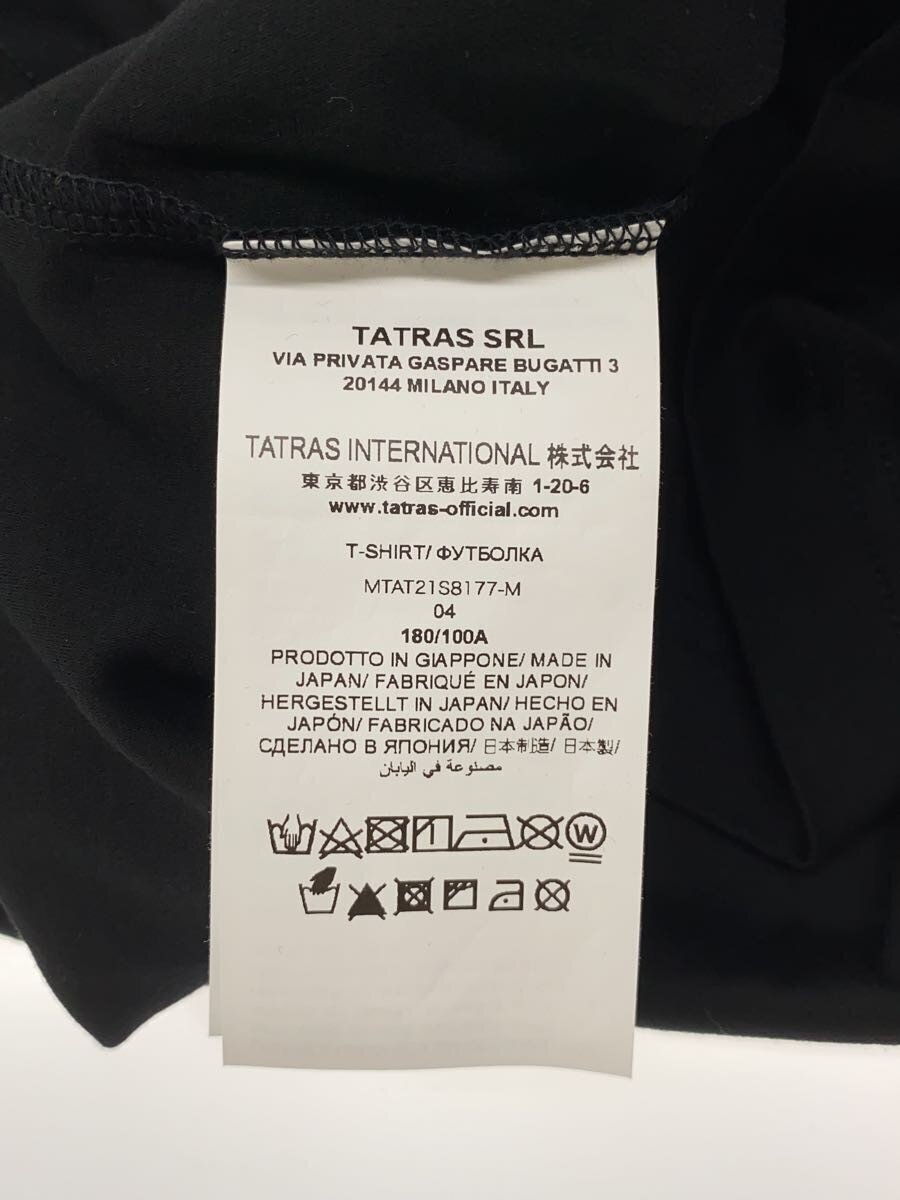 TATRAS SRL
VIA PRIVATA GASPARE BUGATTI 3
20144 MILANO ITALY
TATRAS INTERNATIONAL 株式会社
東京都渋谷区恵比寿南 1-20-6
www.tatras-official.com
T-SHIRT/ ФУТБОЛКА
MTAT21S8177-M
04
180/100A
PRODOTTO IN GIAPPONE/ MADE IN
JAPAN/ FABRIQUÉ EN JAPON/
HERGESTELLT IN JAPAN/ HECHO EN
JAPÓN/ FABRICADO NA JAPÃO/
СДЕЛАНО В ЯПОНИЯ/ 日本制造/ 日本製/
مصنوعة في اليابان
W